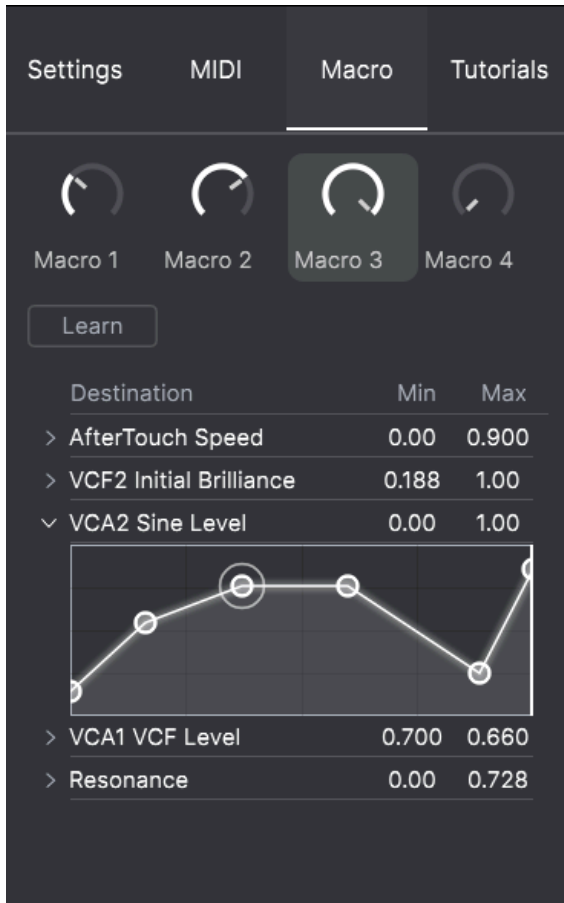 Settings MIDI Macro Tutorials
Macro 1 Macro 2 Macro 3 Macro 4
Learn
Destination Min Max
AfterTouch Speed 0.00 0.900
VCF2 Initial Brilliance 0.188 1.00
VCA2 Sine Level 0.00 1.00
VCA1 VCF Level 0.700 0.660
Resonance 0.00 0.728